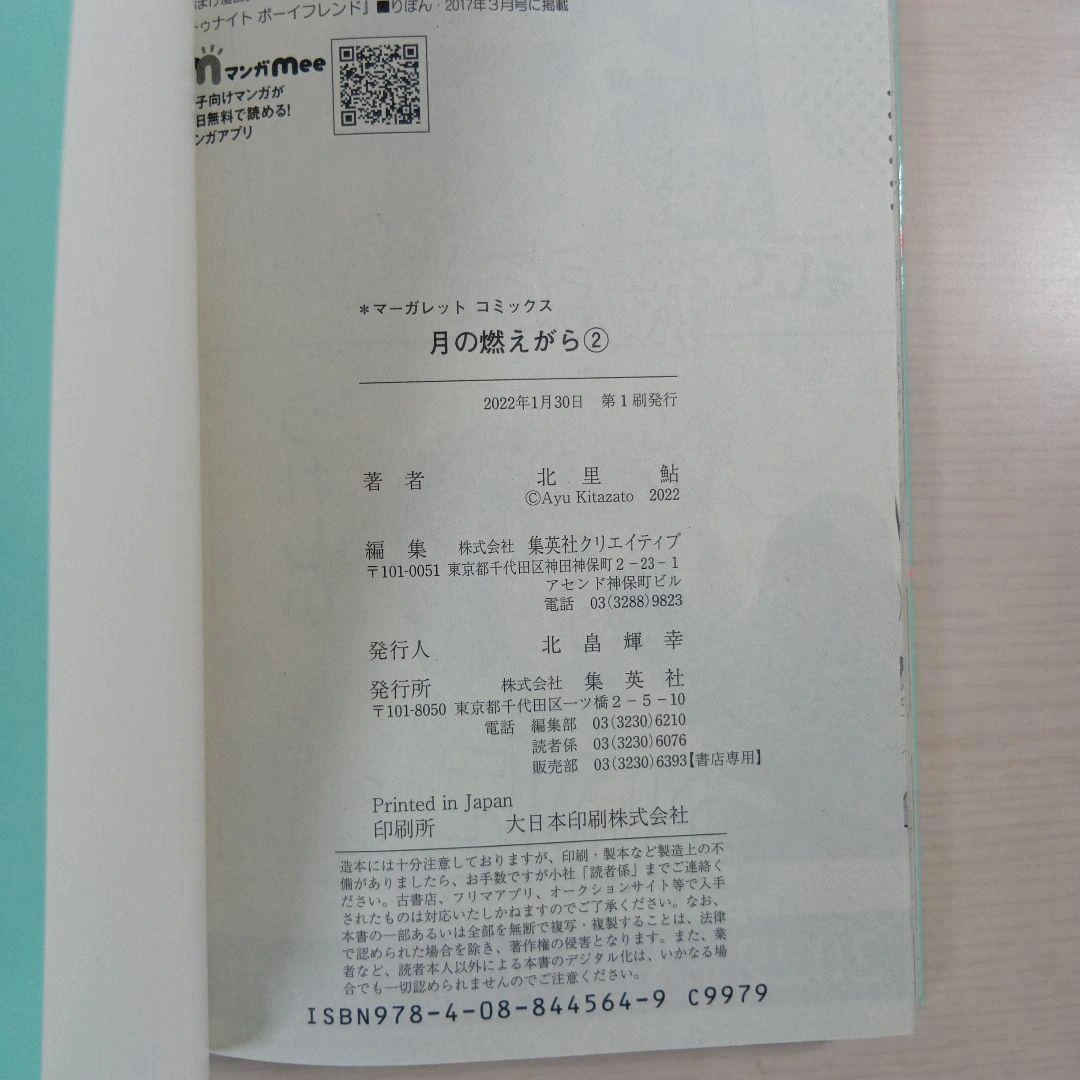 トゥナイト ボーイフレンド』■りぼん・2017年3月号に掲載
マンガMee
子向けマンガが
日無料で読める!
ンガアプリ
＊マーガレット コミックス
月の燃えがら②
2022年1月30日 第1刷発行
著者 北里 鮎
©Ayu Kitazato 2022
編集 株式会社 集英社クリエイティブ
〒101-0051 東京都千代田区神田神保町2-23-1
アセンド神保町ビル
電話 03(3288)9823
発行人 北畠輝幸
発行所 株式会社 集英社
〒101-8050 東京都千代田区一ツ橋2-5-10
電話 編集部 03(3230)6210
読者係 03(3230)6076
販売部 03(3230)6393【書店専用】
Printed in Japan
印刷所 大日本印刷株式会社
造本には十分注意しておりますが、印刷・製本など製造上の不
備がありましたら、お手数ですが小社「読者係」までご連絡く
ださい。古書店、フリマアプリ、オークションサイト等で入手
されたものは対応いたしかねますのでご了承ください。なお、
本書の一部あるいは全部を無断で複写・複製することは、法律
で認められた場合を除き、著作権の侵害となります。また、業
者など、読者本人以外による本書のデジタル化は、いかなる場
合でも一切認められませんのでご注意ください。
ISBN978-4-08-844564-9 C9979